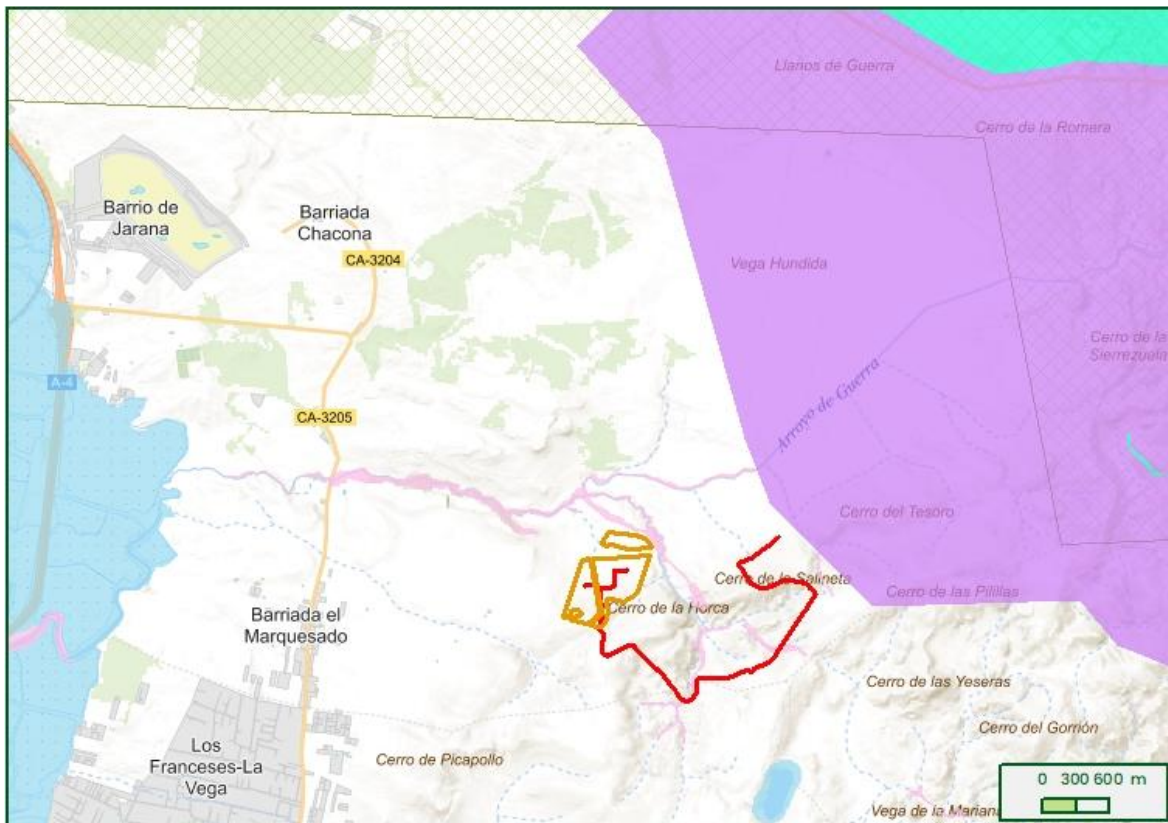 Llanos de Guerra
Cerro de la Romera
Barrio de
Jarana
Barriada
Chacona
CA-3204
Vega Hundida
Cerro de la
Sierrezuela
A-4
Arroyo de Guerra
CA-3205
Cerro del Tesoro
Cerro de la Salineta
Cerro de las Pilillas
Cerro de la Horca
Barriada el
Marquesado
Cerro de las Yeseras
Cerro del Gorrión
Los
Franceses-La
Vega
Cerro de Picapollo
0 300 600 m
Vega de la Mariana